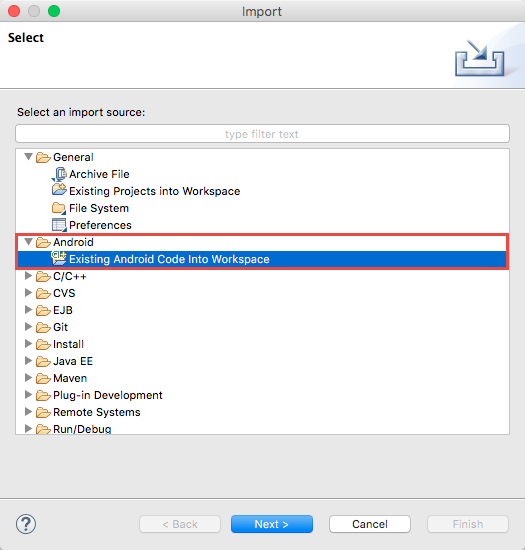 Import
Select
Select an import source:
type filter text
General
Archive File
Existing Projects into Workspace
File System
Preferences
Android
Existing Android Code Into Workspace
C/C++
CVS
EJB
Git
Install
Java EE
Maven
Plug-in Development
Remote Systems
Run/Debug
?
< Back
Next >
Cancel
Finish